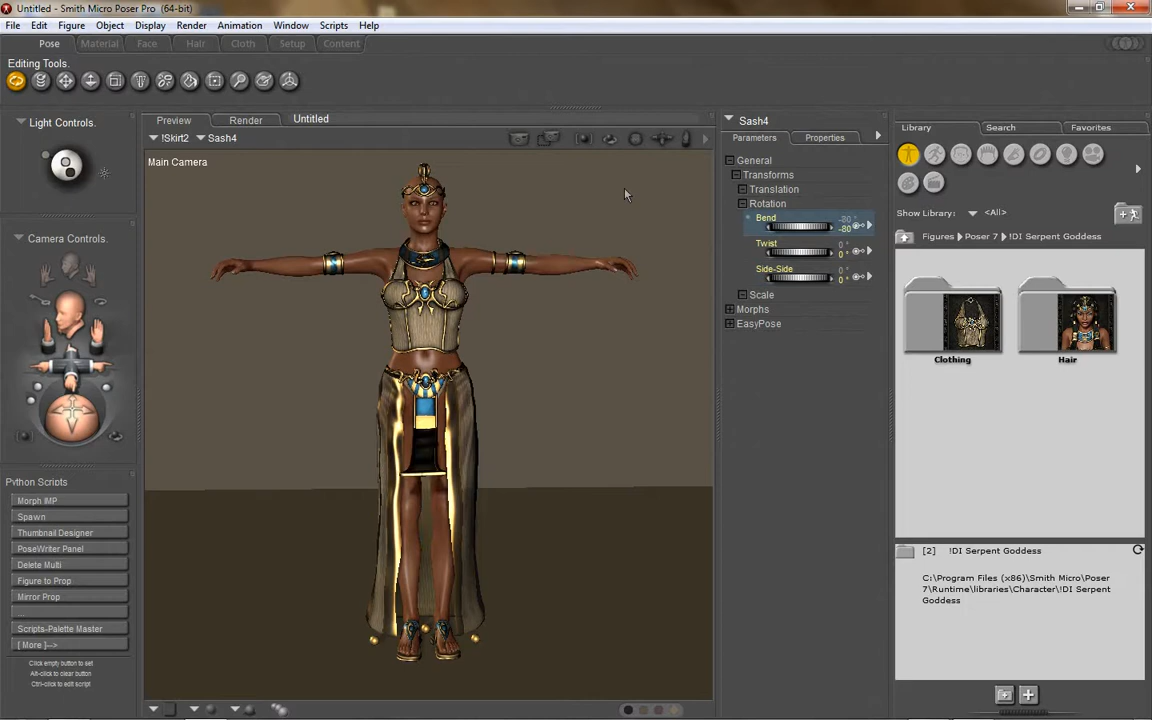 Untitled - Smith Micro Poser Pro (64-bit)
File Edit Figure Object Display Render Animation Window Scripts Help
Pose Material Face Hair Cloth Setup Content
Editing Tools.
Light Controls.
Camera Controls.
Python Scripts
Morph IMP
Spawn
Thumbnail Designer
PoseWriter Panel
Delete Multi
Figure to Prop
Mirror Prop
...
Scripts-Palette Master
[ More ]-->
Click empty button to set
Alt-click to clear button
Ctrl-click to edit script
Preview Render Untitled
!Skirt2 Sash4
Main Camera
Sash4
Parameters Properties
General
Transforms
Translation
Rotation
Bend -80 °
-80 °
Twist 0 °
0 °
Side-Side 0 °
0 °
Scale
Morphs
EasyPose
Library Search Favorites
Show Library: <All>
Figures Poser 7 !DI Serpent Goddess
Clothing Hair
[2] !DI Serpent Goddess
C:\Program Files (x86)\Smith Micro\Poser
7\Runtime\libraries\Character\!DI Serpent
Goddess